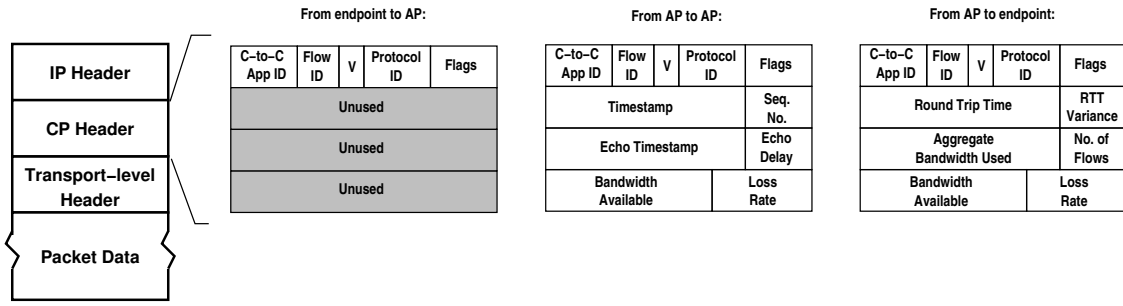 From endpoint to AP:
From AP to AP:
From AP to endpoint:
IP Header
CP Header
Transport−level
Header
Packet Data
C−to−C
App ID
Flow
ID
V
Protocol
ID
Flags
Unused
Unused
Unused
C−to−C
App ID
Flow
ID
V
Protocol
ID
Flags
Timestamp
Seq.
No.
Echo Timestamp
Echo
Delay
Bandwidth
Available
Loss
Rate
C−to−C
App ID
Flow
ID
V
Protocol
ID
Flags
Round Trip Time
RTT
Variance
Aggregate
Bandwidth Used
No. of
Flows
Bandwidth
Available
Loss
Rate